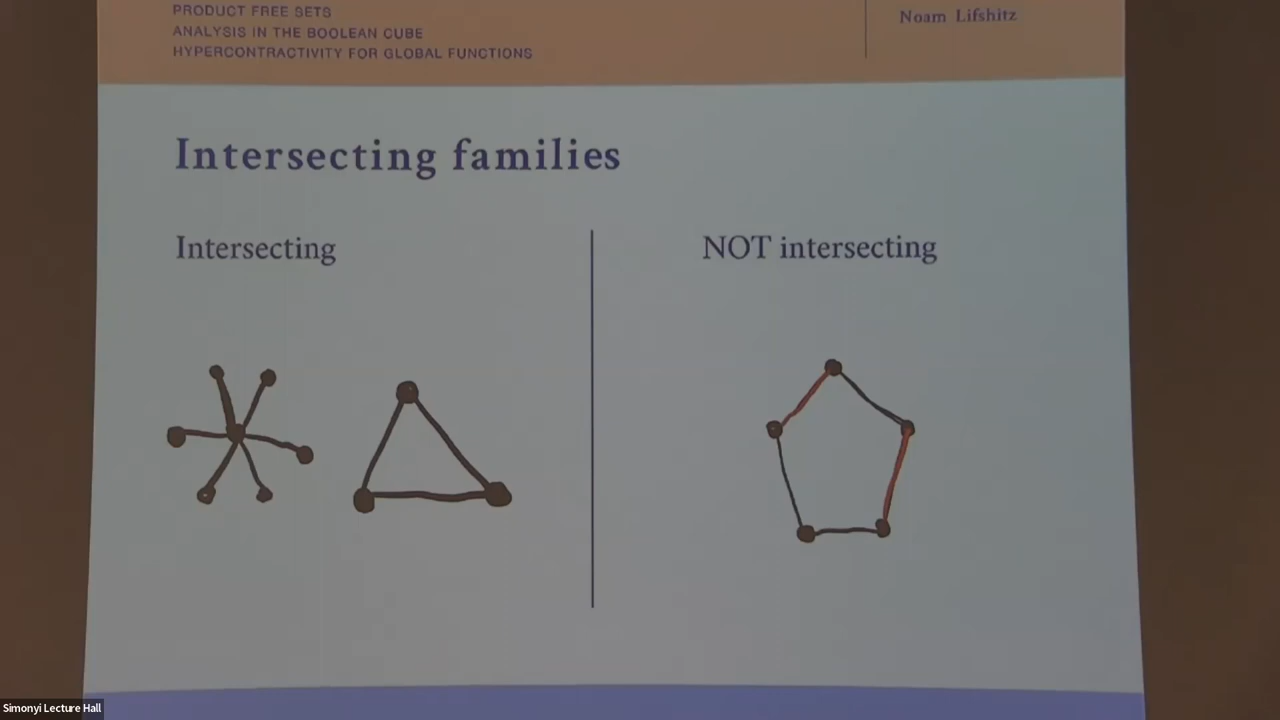 PRODUCT FREE SETS
ANALYSIS IN THE BOOLEAN CUBE
HYPERCONTRACTIVITY FOR GLOBAL FUNCTIONS
Noam Lifshitz
Intersecting families
Intersecting
NOT intersecting
Simonyi Lecture Hall